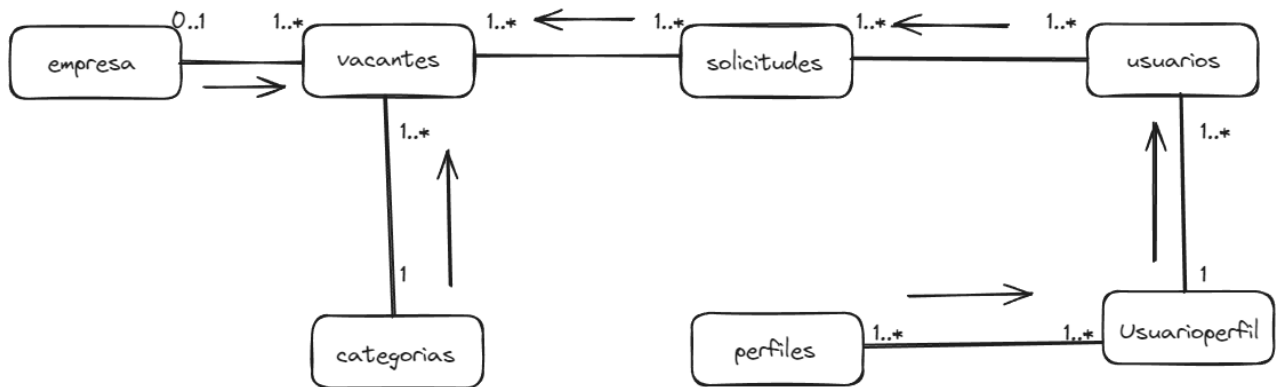 0..1
1..*
1..*
1..*
1..*
1..*
empresa
vacantes
solicitudes
usuarios
1..*
1..*
1
1
categorias
perfiles
1..*
1..*
Usuarioperfil